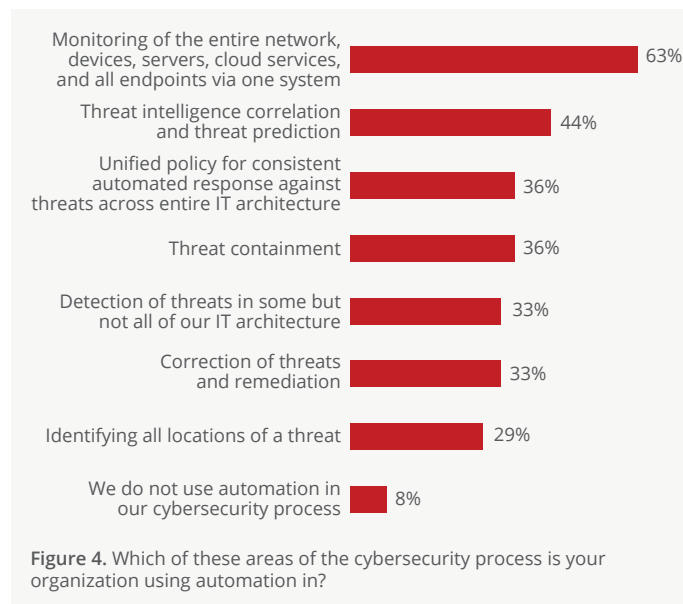 Monitoring of the entire network,
devices, servers, cloud services,
and all endpoints via one system
63%
Threat intelligence correlation
and threat prediction
44%
Unified policy for consistent
automated response against
threats across entire IT architecture
36%
Threat containment
36%
Detection of threats in some but
not all of our IT architecture
33%
Correction of threats
and remediation
33%
Identifying all locations of a threat
29%
We do not use automation in
our cybersecurity process
8%
Figure 4. Which of these areas of the cybersecurity process is your
organization using automation in?